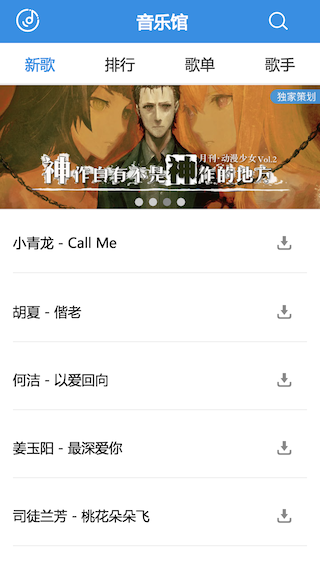 音乐馆
新歌 排行 歌单 歌手
独家策划
月刊·动漫少女Vol.2
神作自有不是神作的地方
小青龙 - Call Me
胡夏 - 偕老
何洁 - 以爱回向
姜玉阳 - 最深爱你
司徒兰芳 - 桃花朵朵飞